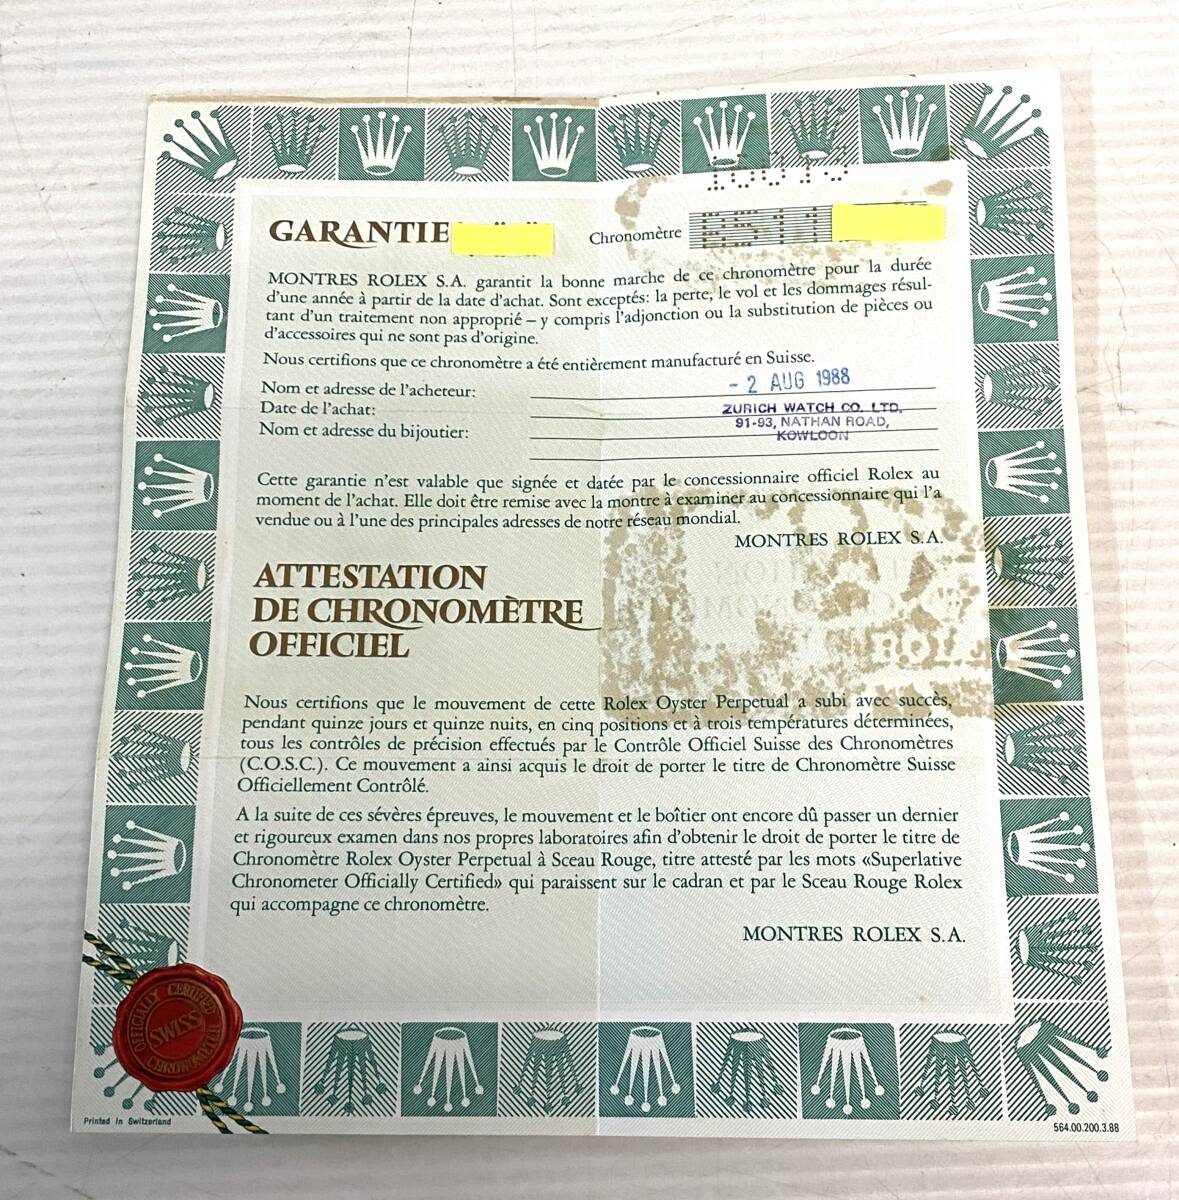 16013
GARANTIE
Chronomètre R511
MONTRES ROLEX S.A. garantit la bonne marche de ce chronomètre pour la durée
d'une année à partir de la date d'achat. Sont exceptés: la perte, le vol et les dommages résul-
tant d'un traitement non approprié – y compris l'adjonction ou la substitution de pièces ou
d'accessoires qui ne sont pas d'origine.
Nous certifions que ce chronomètre a été entièrement manufacturé en Suisse.
Nom et adresse de l'acheteur:
- 2 AUG 1988
Date de l'achat:
Nom et adresse du bijoutier:
ZURICH WATCH CO. LTD.
91-93, NATHAN ROAD,
KOWLOON
Cette garantie n'est valable que signée et datée par le concessionnaire officiel Rolex au
moment de l'achat. Elle doit être remise avec la montre à examiner au concessionnaire qui l'a
vendue ou à l'une des principales adresses de notre réseau mondial.
MONTRES ROLEX S.A.
ATTESTATION
DE CHRONOMÈTRE
OFFICIEL
Nous certifions que le mouvement de cette Rolex Oyster Perpetual a subi avec succès,
pendant quinze jours et quinze nuits, en cinq positions et à trois températures déterminées,
tous les contrôles de précision effectués par le Contrôle Officiel Suisse des Chronomètres
(C.O.S.C.). Ce mouvement a ainsi acquis le droit de porter le titre de Chronomètre Suisse
Officiellement Contrôlé.
A la suite de ces sévères épreuves, le mouvement et le boîtier ont encore dû passer un dernier
et rigoureux examen dans nos propres laboratoires afin d'obtenir le droit de porter le titre de
Chronomètre Rolex Oyster Perpetual à Sceau Rouge, titre attesté par les mots «Superlative
Chronometer Officially Certified» qui paraissent sur le cadran et par le Sceau Rouge Rolex
qui accompagne ce chronomètre.
MONTRES ROLEX S.A.
OFFICIALLY CERTIFIED
SWISS
CHRONOMETER
Printed in Switzerland
564.00.200.3.88